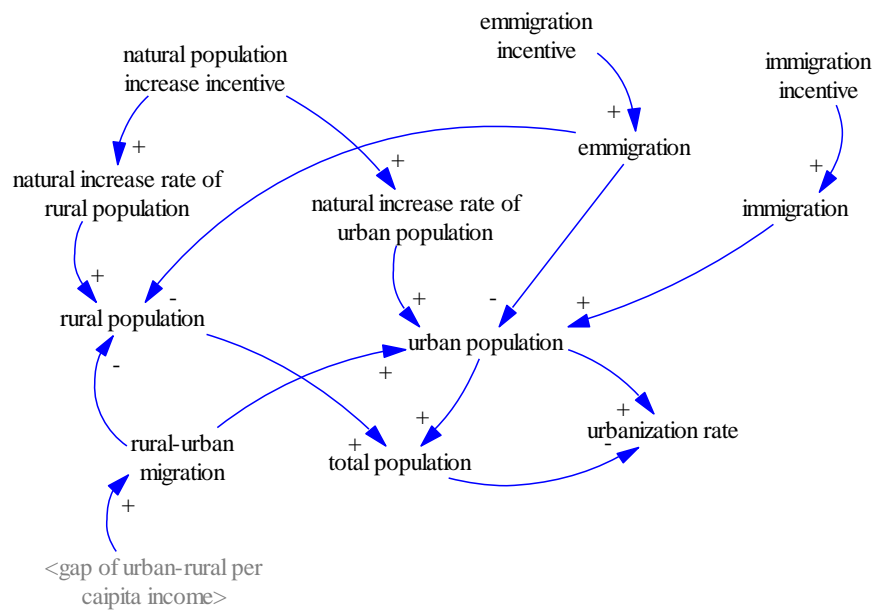 natural population
increase incentive
emmigration
incentive
immigration
incentive
+
+
+
+
emmigration
natural increase rate of
rural population
natural increase rate of
urban population
immigration
+
-
+
-
+
rural population
urban population
-
+
+
+
+
-
urbanization rate
rural-urban
migration
total population
+
<gap of urban-rural per
caipita income>